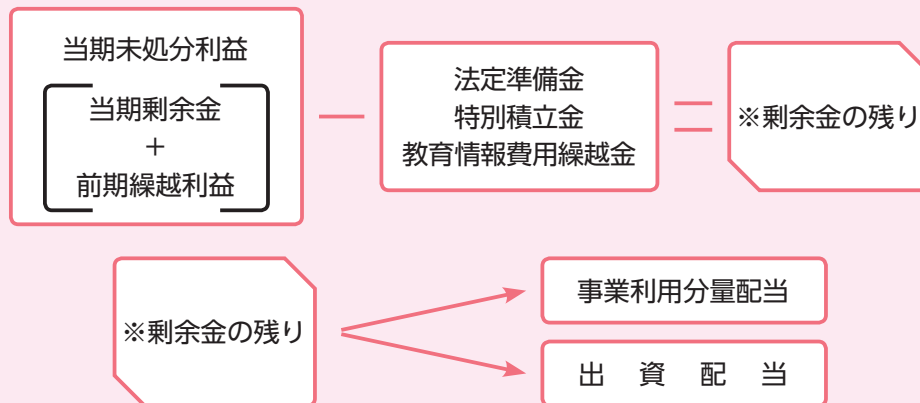 当期未処分利益
当期剰余金
+
前期繰越利益
―
法定準備金
特別積立金
教育情報費用繰越金
=
※剰余金の残り
※剰余金の残り
事業利用分量配当
出 資 配 当